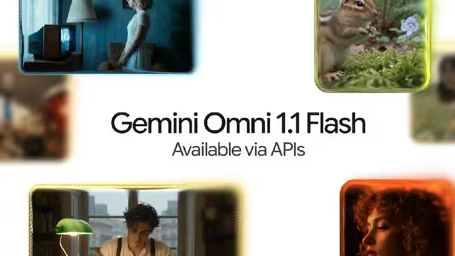 Gemini Omni 1.1 Flash
Available via APIs